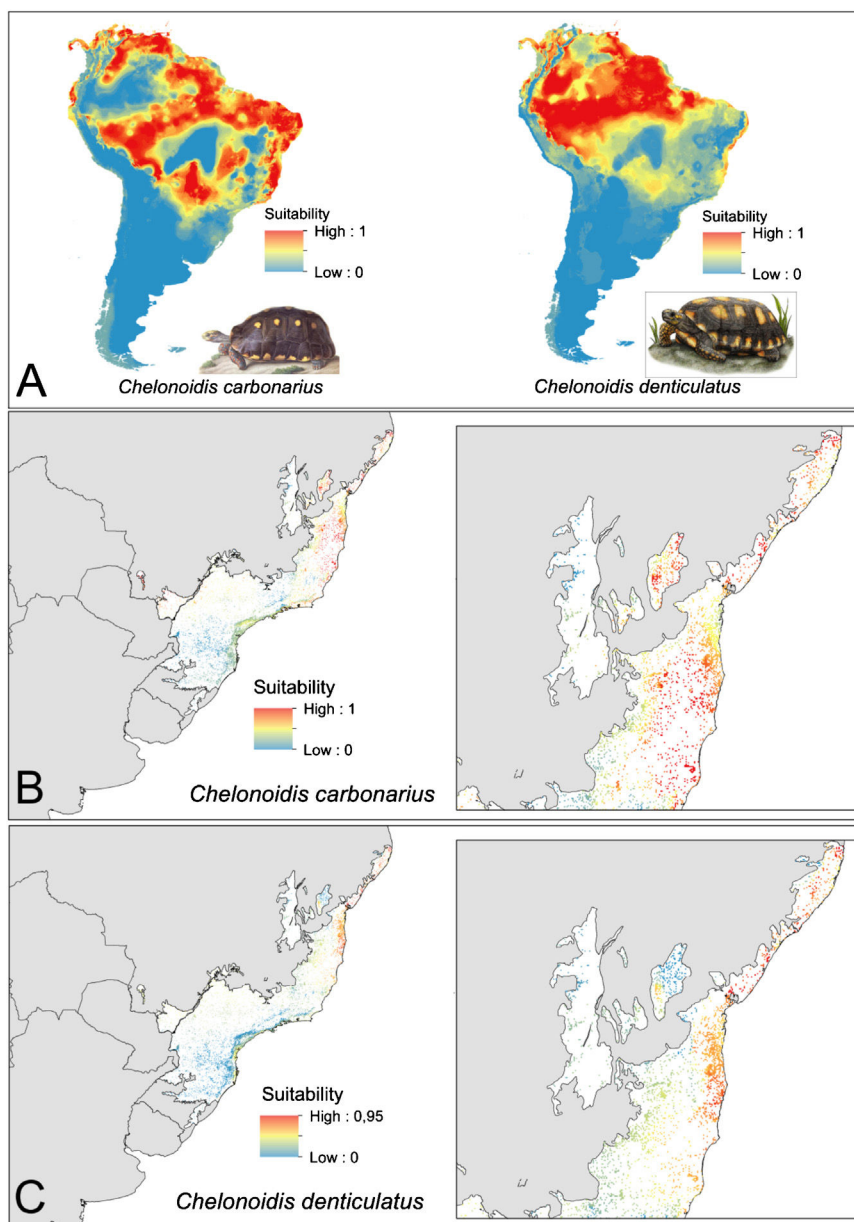 Suitability
High : 1
Low : 0
Suitability
High : 1
Low : 0
A
Chelonoidis carbonarius
Chelonoidis denticulatus
Suitability
High : 1
Low : 0
B
Chelonoidis carbonarius
Suitability
High : 0,95
Low : 0
C
Chelonoidis denticulatus